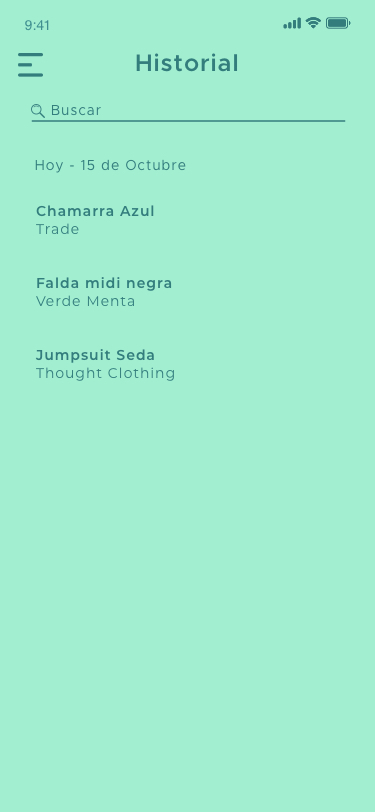 9:41
Historial
Buscar
Hoy - 15 de Octubre
Chamarra Azul
Trade
Falda midi negra
Verde Menta
Jumpsuit Seda
Thought Clothing